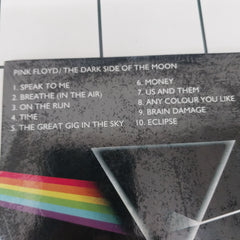 PINK FLOYD/ THE DARK SIDE OF THE MOON
1. SPEAK TO ME
2. BREATHE (IN THE AIR)
3. ON THE RUN
4. TIME
5. THE GREAT GIG IN THE SKY
6. MONEY
7. US AND THEM
8. ANY COLOUR YOU LIKE
9. BRAIN DAMAGE
10. ECLIPSE